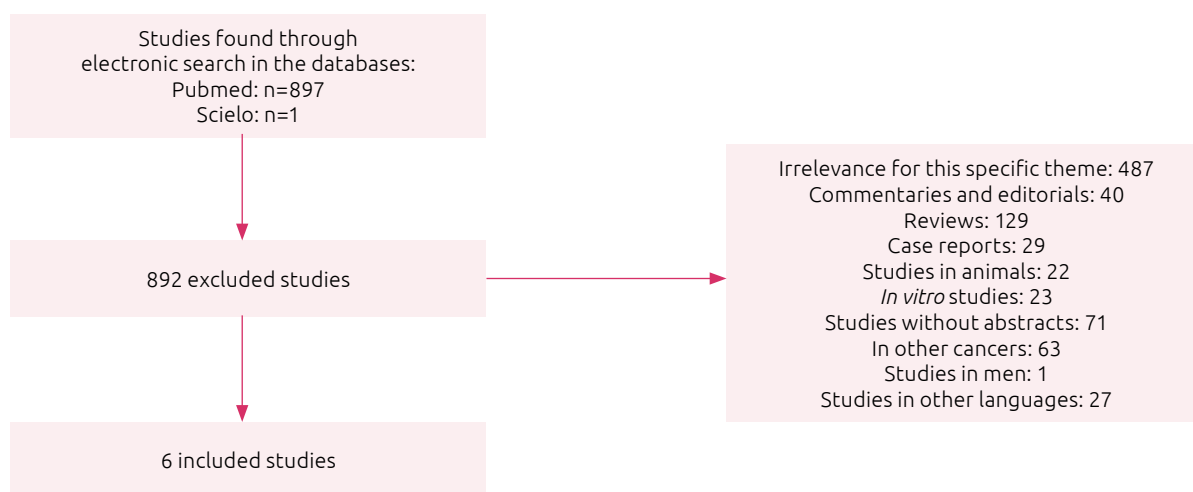 Studies found through
electronic search in the databases:
Pubmed: n=897
Scielo: n=1
892 excluded studies
Irrelevance for this specific theme: 487
Commentaries and editorials: 40
Reviews: 129
Case reports: 29
Studies in animals: 22
In vitro studies: 23
Studies without abstracts: 71
In other cancers: 63
Studies in men: 1
Studies in other languages: 27
6 included studies